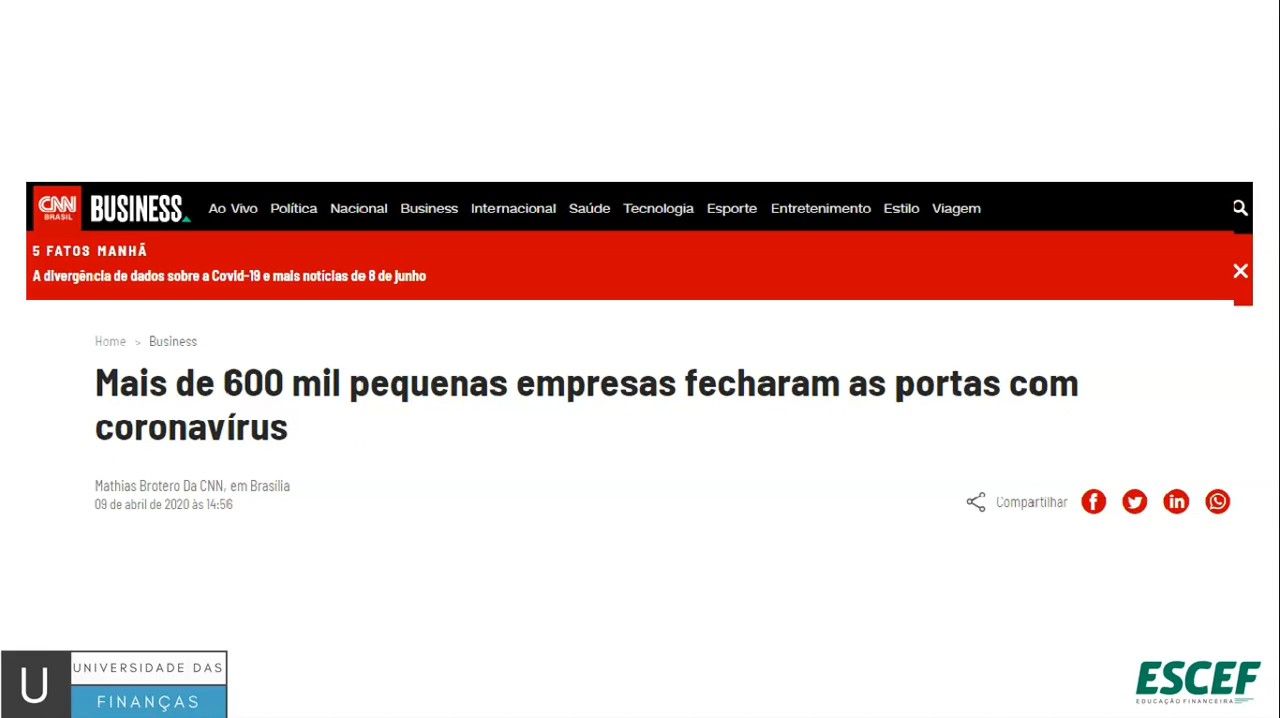 CNN BRASIL BUSINESS Ao Vivo Política Nacional Business Internacional Saúde Tecnologia Esporte Entretenimento Estilo Viagem
5 FATOS MANHÃ
A divergência de dados sobre a Covid-19 e mais notícias de 8 de junho
Home > Business
Mais de 600 mil pequenas empresas fecharam as portas com
coronavírus
Mathias Brotero Da CNN, em Brasília
09 de abril de 2020 às 14:56
Compartilhar
U UNIVERSIDADE DAS
FINANÇAS
ESCEF
EDUCAÇÃO FINANCEIRA